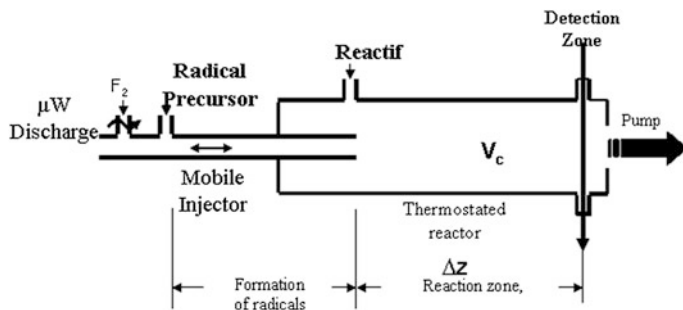 Detection
Zone
Reactif
Radical
Precursor
F2
μW
Discharge
Pump
Vc
Mobile
Injector
Thermostated
reactor
Δz
Formation
of radicals
Reaction zone,